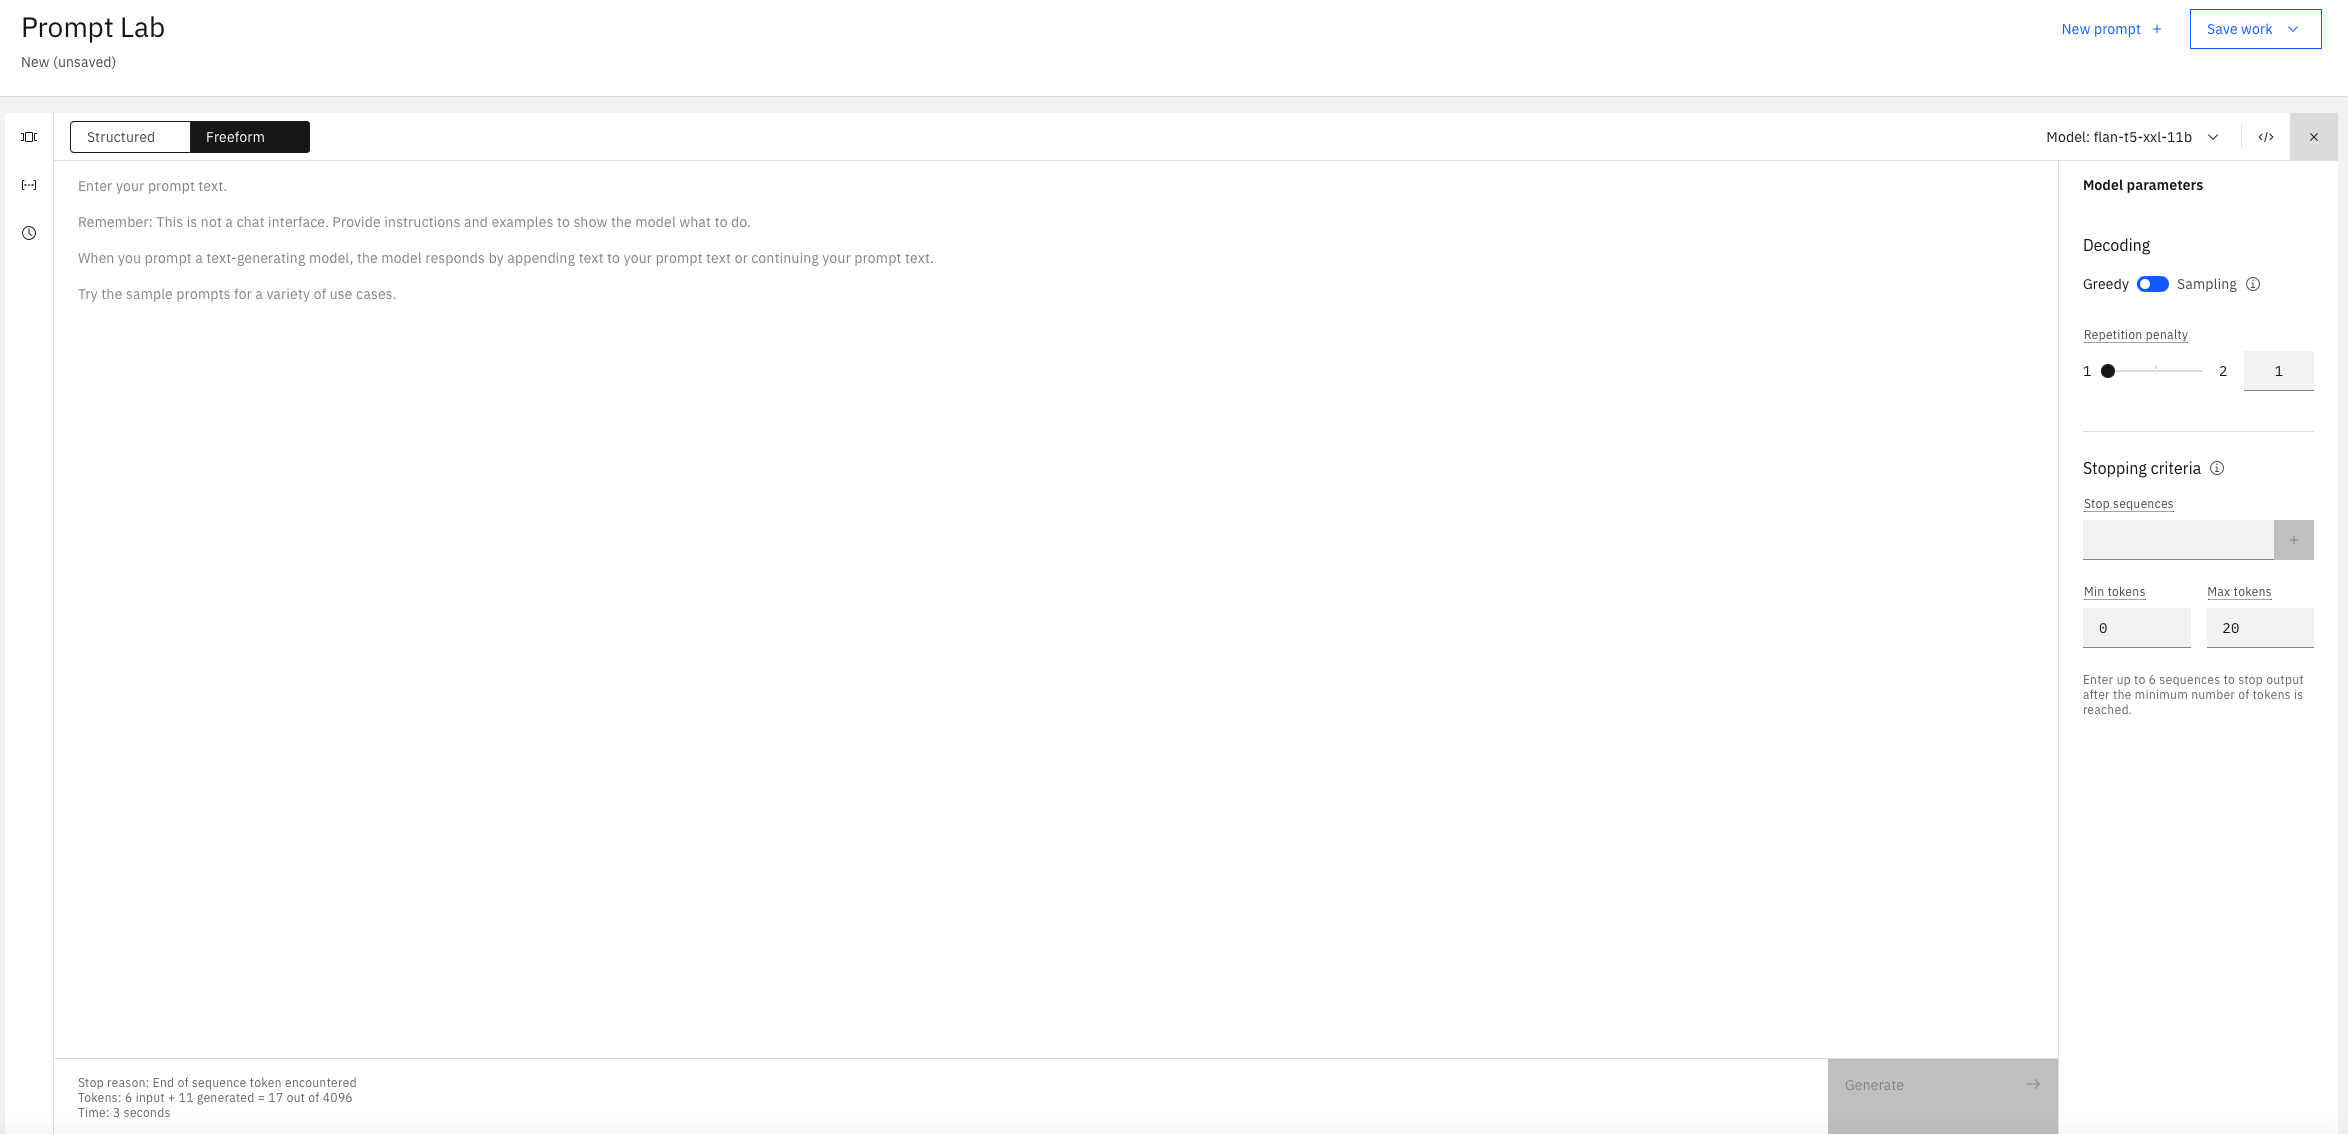 Prompt Lab
New (unsaved)
New prompt +
Save work
Structured
Freeform
Model: flan-t5-xxl-11b
</>
Enter your prompt text.
Remember: This is not a chat interface. Provide instructions and examples to show the model what to do.
When you prompt a text-generating model, the model responds by appending text to your prompt text or continuing your prompt text.
Try the sample prompts for a variety of use cases.
Model parameters
Decoding
Greedy Sampling
Repetition penalty
1 2 1
Stopping criteria
Stop sequences
+
Min tokens Max tokens
0 20
Enter up to 6 sequences to stop output
after the minimum number of tokens is
reached.
Stop reason: End of sequence token encountered
Tokens: 6 input + 11 generated = 17 out of 4096
Time: 3 seconds
Generate